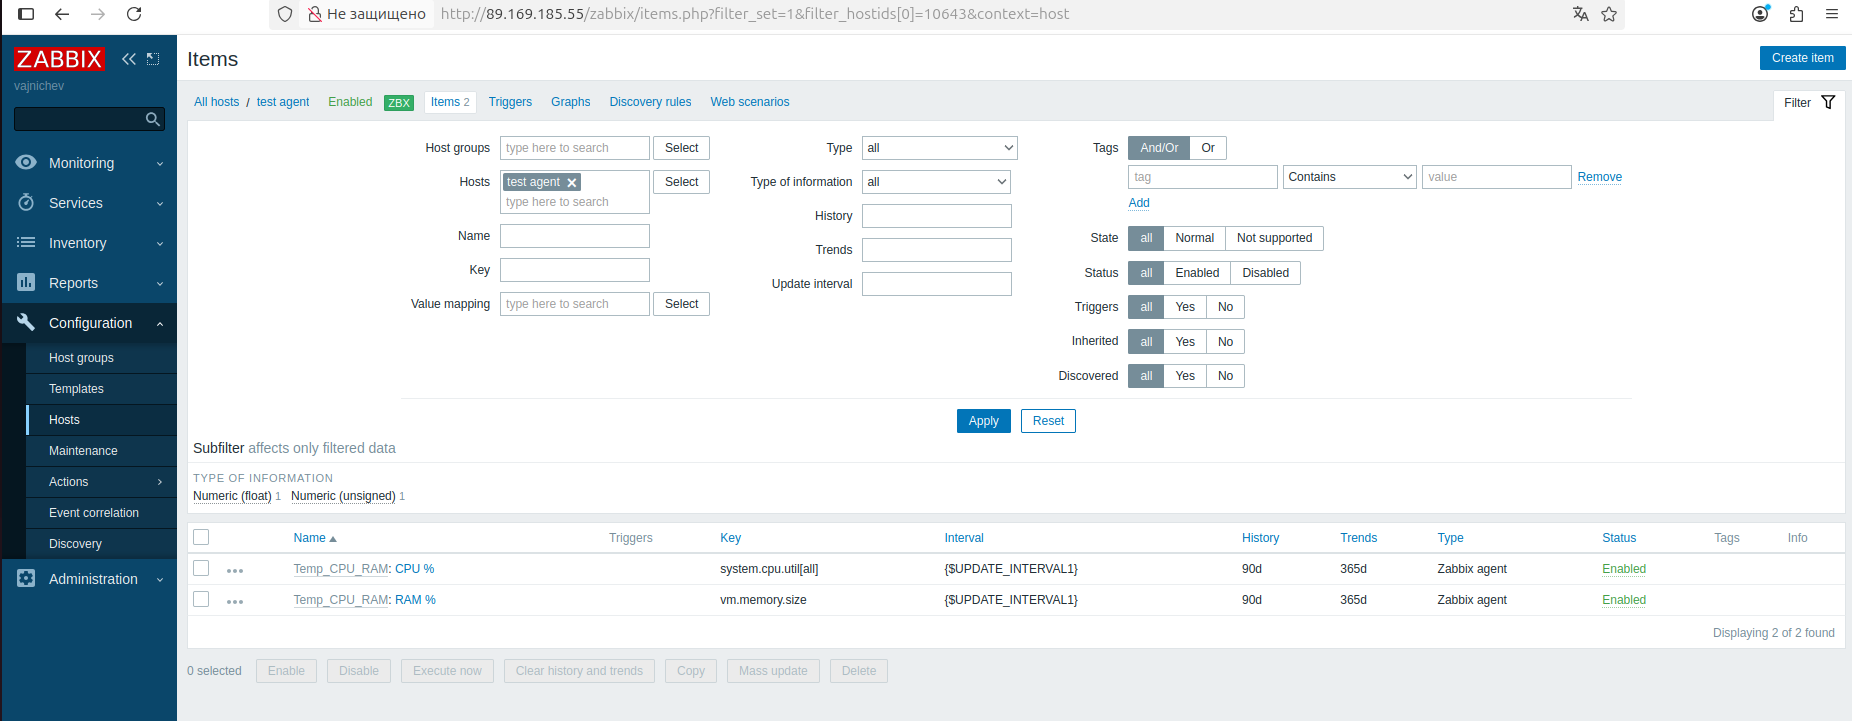 Не защищено http://89.169.185.55/zabbix/items.php?filter_set=1&filter_hostids[0]=10643&context=host
ZABBIX
vajnichev
Monitoring
Services
Inventory
Reports
Configuration
Host groups
Templates
Hosts
Maintenance
Actions
Event correlation
Discovery
Administration
Items
Create item
All hosts / test agent Enabled ZBX Items 2 Triggers Graphs Discovery rules Web scenarios
Filter
Host groups type here to search Select
Hosts test agent Select
type here to search
Name
Key
Value mapping type here to search Select
Type all
Type of information all
History
Trends
Update interval
Tags And/Or Or
tag Contains value Remove
Add
State all Normal Not supported
Status all Enabled Disabled
Triggers all Yes No
Inherited all Yes No
Discovered all Yes No
Apply Reset
Subfilter affects only filtered data
TYPE OF INFORMATION
Numeric (float) 1 Numeric (unsigned) 1
Name Triggers Key Interval History Trends Type Status Tags Info
Temp_CPU_RAM: CPU % system.cpu.util[all] {$UPDATE_INTERVAL1} 90d 365d Zabbix agent Enabled
Temp_CPU_RAM: RAM % vm.memory.size {$UPDATE_INTERVAL1} 90d 365d Zabbix agent Enabled
Displaying 2 of 2 found
0 selected Enable Disable Execute now Clear history and trends Copy Mass update Delete